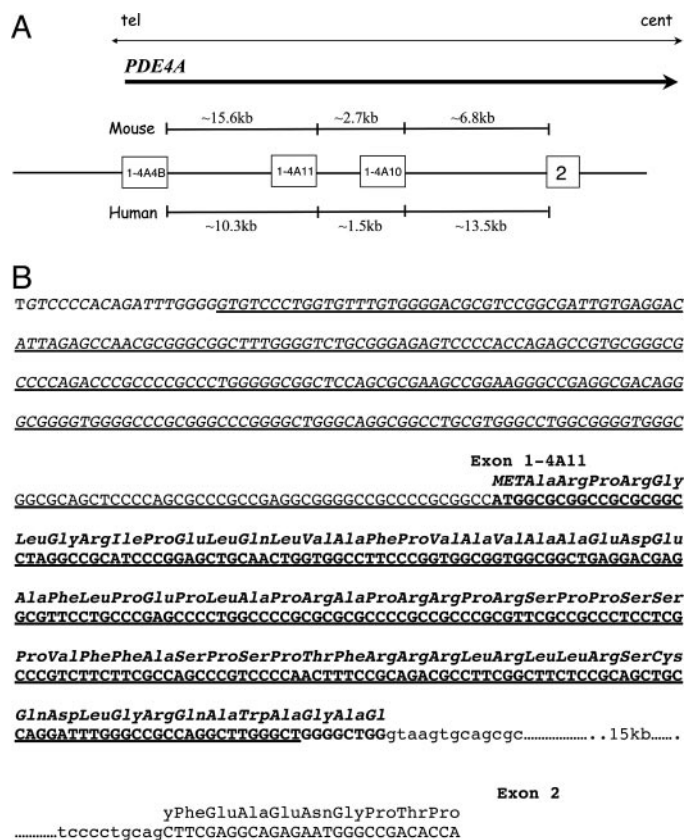 A
tel cent
PDE4A
~15.6kb ~2.7kb ~6.8kb
Mouse
1-4A4B 1-4A11 1-4A10 2
Human
~10.3kb ~1.5kb ~13.5kb
B
TGTCCCCACAGATTTGGGGGTGTCCCTGGTGTTTGTGGGGACGCGTCCGGCGATTGTGAGGAC
ATTAGAGCCAACGCGGGCGGCTTTGGGGTCTGCGGGAGAGTCCCCACCAGAGCCGTGCGGGCG
CCCCAGACCCGCCCCGCCCTGGGGGCGGCTCCAGCGCGAAGCCGGAAGGGCCGAGGCGACAGG
GCGGGGTGGGGCCCGCGGGCCCGGGGCTGGGCAGGCGGCCTGCGTGGGCCTGGCGGGGTGGGC
Exon 1-4A11
METAlaArgProArgGly
GGCGCAGCTCCCCAGCGCCCGCCGAGGCGGGGCCGCCCCGCGGCCATGGCGCGGCCGCGCGGC
LeuGlyArgIleProGluLeuGlnLeuValAlaPheProValAlaValAlaAlaGluAspGlu
CTAGGCCGCATCCCGGAGCTGCAACTGGTGGCCTTCCCGGTGGCGGTGGCGGCTGAGGACGAG
AlaPheLeuProGluProLeuAlaProArgAlaProArgArgProArgSerProProSerSer
GCGTTCCTGCCCGAGCCCCTGGCCCCGCGCGCGCCCCGCCGCCCGCGTTCGCCGCCCTCCTCG
ProValPhePheAlaSerProSerProThrPheArgArgArgLeuArgLeuLeuArgSerCys
CCCGTCTTCTTCGCCAGCCCGTCCCCAACTTTCCGCAGACGCCTTCGGCTTCTCCGCAGCTGC
GlnAspLeuGlyArgGlnAlaTrpAlaGlyAlaGl
CAGGATTTGGGCCGCCAGGCTTGGGCTGGGGCTGGgtaagtgcagcgc...................15kb......
Exon 2
yPheGluAlaGluAsnGlyProThrPro
............tcccctgcagCTTCGAGGCAGAGAATGGGCCGACACCA